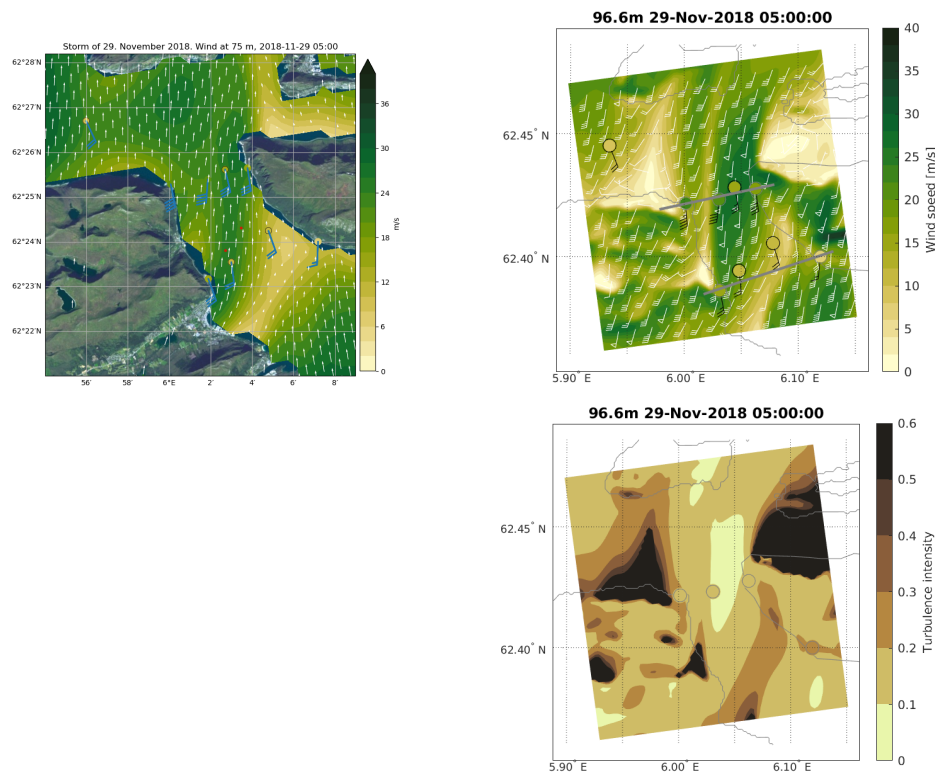 Storm of 29. November 2018. Wind at 75 m, 2018-11-29 05:00
62°28'N
62°27'N
62°26'N
62°25'N
62°24'N
62°23'N
62°22'N
56'
58'
6°E
2'
4'
6'
8'
36
30
24
18
12
6
0
m/s
96.6m 29-Nov-2018 05:00:00
62.45° N
62.40° N
5.90° E
6.00° E
6.10° E
40
35
30
25
20
15
10
5
0
Wind speed [m/s]
96.6m 29-Nov-2018 05:00:00
62.45° N
62.40° N
5.90° E
6.00° E
6.10° E
0.6
0.5
0.4
0.3
0.2
0.1
0
Turbulence intensity